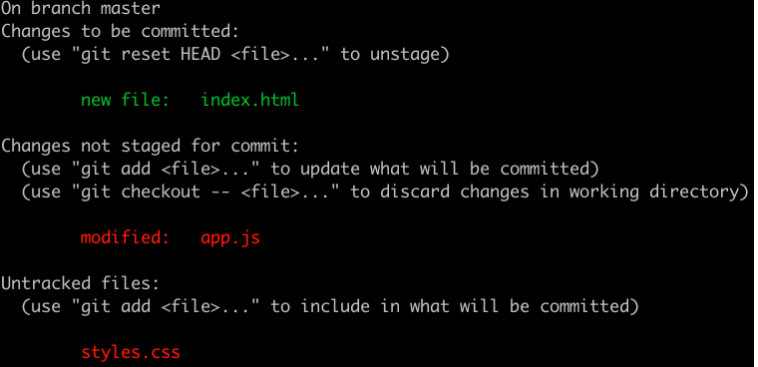 On branch master
Changes to be committed:
  (use "git reset HEAD <file>..." to unstage)
        new file:   index.html
Changes not staged for commit:
  (use "git add <file>..." to update what will be committed)
  (use "git checkout -- <file>..." to discard changes in working directory)
        modified:   app.js
Untracked files:
  (use "git add <file>..." to include in what will be committed)
        styles.css